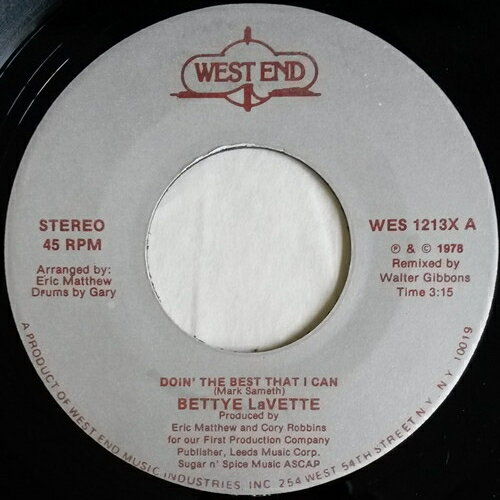 WEST END
STEREO
45 RPM
Arranged by:
Eric Matthew
Drums by Gary
WES 1213X A
℗ & © 1978
Remixed by
Walter Gibbons
Time 3:15
DOIN' THE BEST THAT I CAN
(Mark Sameth)
BETTYE LaVETTE
Produced by
Eric Matthew and Cory Robbins
for our First Production Company
Publisher, Leeds Music Corp.
Sugar n' Spice Music ASCAP
A PRODUCT OF WEST END MUSIC INDUSTRIES, INC 254 WEST 54TH STREET N.Y. N.Y. 10019